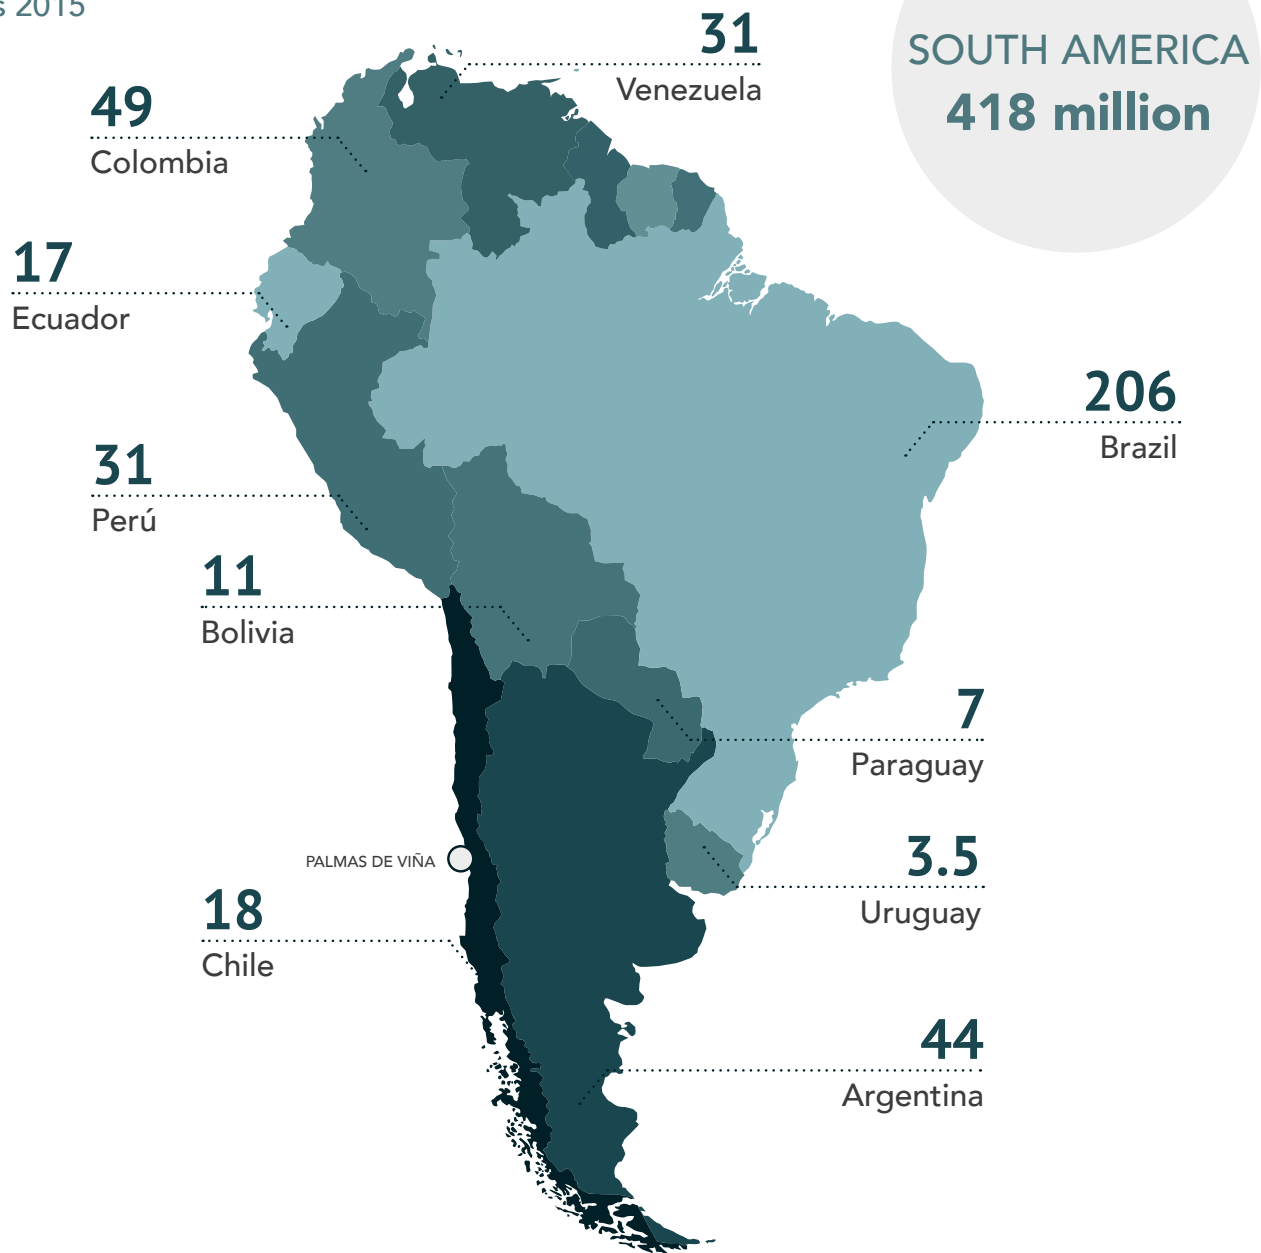 2015
SOUTH AMERICA
418 million
31
Venezuela
49
Colombia
17
Ecuador
206
Brazil
31
Perú
11
Bolivia
7
Paraguay
PALMAS DE VIÑA
3.5
Uruguay
18
Chile
44
Argentina